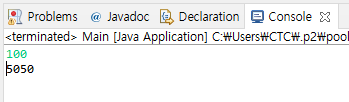 Problems @ Javadoc Declaration Console
<terminated> Main [Java Application] C:₩Users₩CTC₩.p2₩pool
100
5050